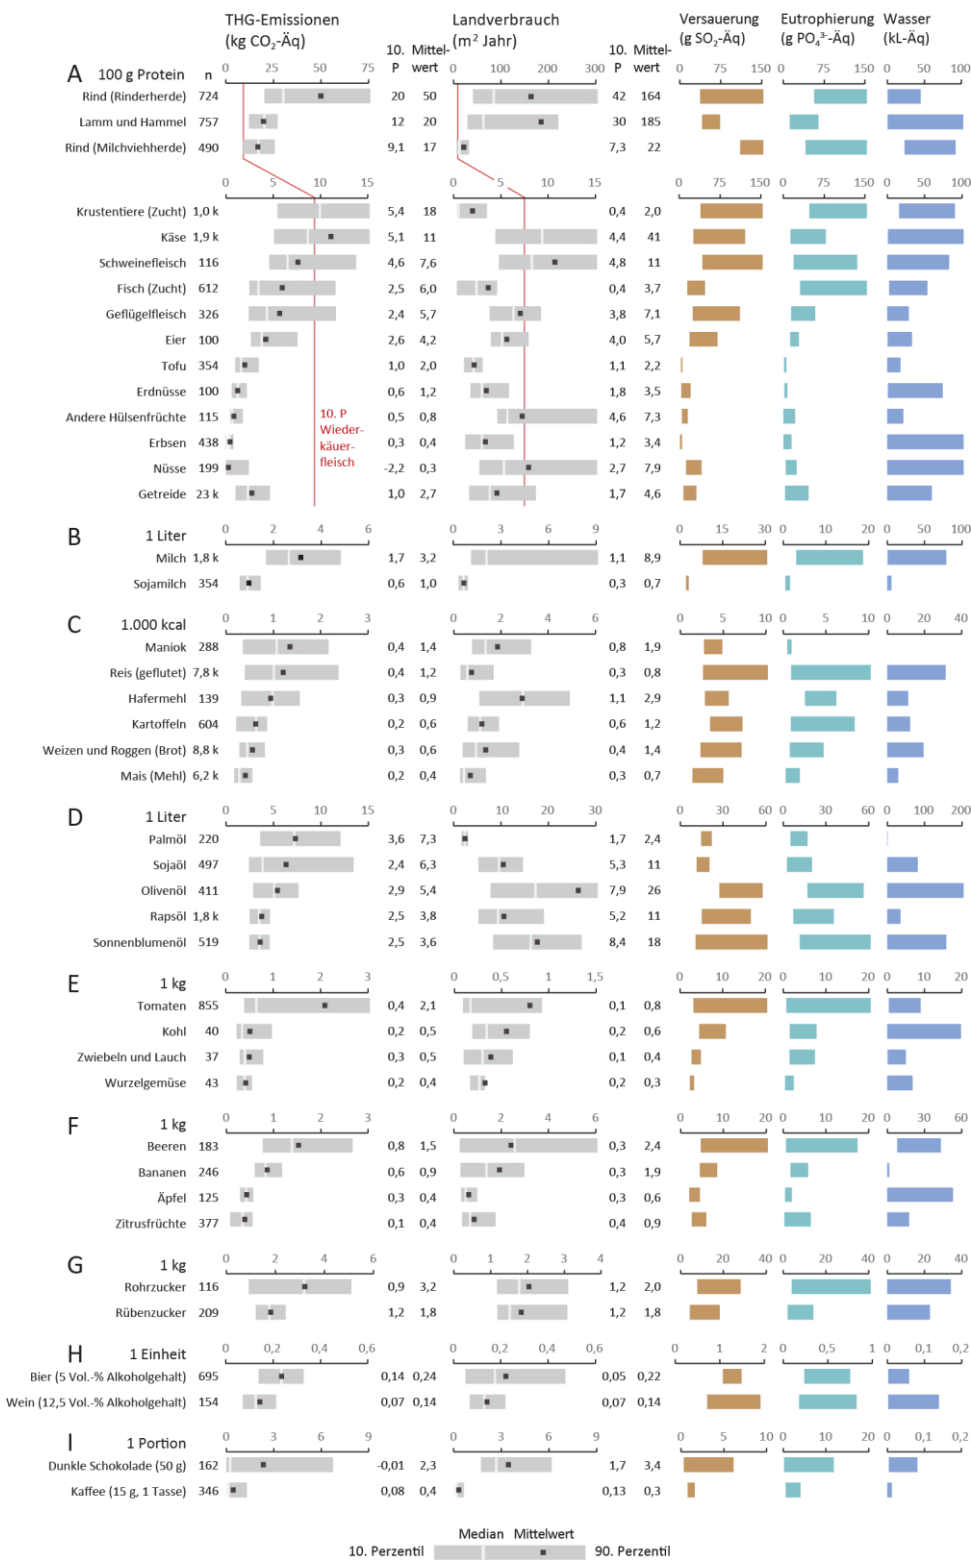 THG-Emissionen Landverbrauch Versauerung Eutrophierung Wasser
(kg CO₂-Äq) 10. Mittel- (m² Jahr) 10. Mittel- (g SO₂-Äq) (g PO₄³⁻-Äq) (kL-Äq)
P wert P wert
A 100 g Protein n 0 25 50 75 0 100 200 300 0 75 150 0 75 150 0 50 100
Rind (Rinderherde) 724 20 50 42 164
Lamm und Hammel 757 12 20 30 185
Rind (Milchviehherde) 490 9,1 17 7,3 22
0 5 10 15 0 5 10 15 0 75 150 0 75 150 0 50 100
Krustentiere (Zucht) 1,0 k 5,4 18 0,4 2,0
Käse 1,9 k 5,1 11 4,4 41
Schweinefleisch 116 4,6 7,6 4,8 11
Fisch (Zucht) 612 2,5 6,0 0,4 3,7
Geflügelfleisch 326 2,4 5,7 3,8 7,1
Eier 100 2,6 4,2 4,0 5,7
Tofu 354 1,0 2,0 1,1 2,2
Erdnüsse 100 0,6 1,2 1,8 3,5
Andere Hülsenfrüchte 115 0,5 0,8 4,6 7,3
Erbsen 438 0,3 0,4 1,2 3,4
Nüsse 199 -2,2 0,3 2,7 7,9
Getreide 23 k 1,0 2,7 1,7 4,6
10. P
Wieder-
käuer-
fleisch
B 1 Liter 0 2 4 6 0 3 6 9 0 15 30 0 10 20 0 50 100
Milch 1,8 k 1,7 3,2 1,1 8,9
Sojamilch 354 0,6 1,0 0,3 0,7
C 1.000 kcal 0 1 2 3 0 2 4 6 0 5 10 0 5 10 0 20 40
Maniok 288 0,4 1,4 0,8 1,9
Reis (geflutet) 7,8 k 0,4 1,2 0,3 0,8
Hafermehl 139 0,3 0,9 1,1 2,9
Kartoffeln 604 0,2 0,6 0,6 1,2
Weizen und Roggen (Brot) 8,8 k 0,3 0,6 0,4 1,4
Mais (Mehl) 6,2 k 0,2 0,4 0,3 0,7
D 1 Liter 0 5 10 15 0 10 20 30 0 30 60 0 30 60 0 100 200
Palmöl 220 3,6 7,3 1,7 2,4
Sojaöl 497 2,4 6,3 5,3 11
Olivenöl 411 2,9 5,4 7,9 26
Rapsöl 1,8 k 2,5 3,8 5,2 11
Sonnenblumenöl 519 2,5 3,6 8,4 18
E 1 kg 0 1 2 3 0 0,5 1 1,5 0 10 20 0 10 20 0 10 20
Tomaten 855 0,4 2,1 0,1 0,8
Kohl 40 0,2 0,5 0,2 0,6
Zwiebeln und Lauch 37 0,3 0,5 0,1 0,4
Wurzelgemüse 43 0,2 0,4 0,2 0,3
F 1 kg 0 1 2 3 0 2 4 6 0 10 20 0 10 20 0 30 60
Beeren 183 0,8 1,5 0,3 2,4
Bananen 246 0,6 0,9 0,3 1,9
Äpfel 125 0,3 0,4 0,3 0,6
Zitrusfrüchte 377 0,1 0,4 0,4 0,9
G 1 kg 0 2 4 6 0 1 2 3 4 0 20 40 0 20 40 0 20 40
Rohrzucker 116 0,9 3,2 1,2 2,0
Rübenzucker 209 1,2 1,8 1,2 1,8
H 1 Einheit 0 0,2 0,4 0,6 0 0,2 0,4 0,6 0 1 2 0 0,5 1 0 1 2
Bier (5 Vol.-% Alkoholgehalt) 695 0,14 0,24 0,05 0,22
Wein (12,5 Vol.-% Alkoholgehalt) 154 0,07 0,14 0,07 0,14
I 1 Portion 0 3 6 9 0 3 6 9 0 5 10 0 5 10 0 0,1 0,2
Dunkle Schokolade (50 g) 162 -0,01 2,3 1,7 3,4
Kaffee (15 g, 1 Tasse) 346 0,08 0,4 0,13 0,3
Median Mittelwert
10. Perzentil 90. Perzentil